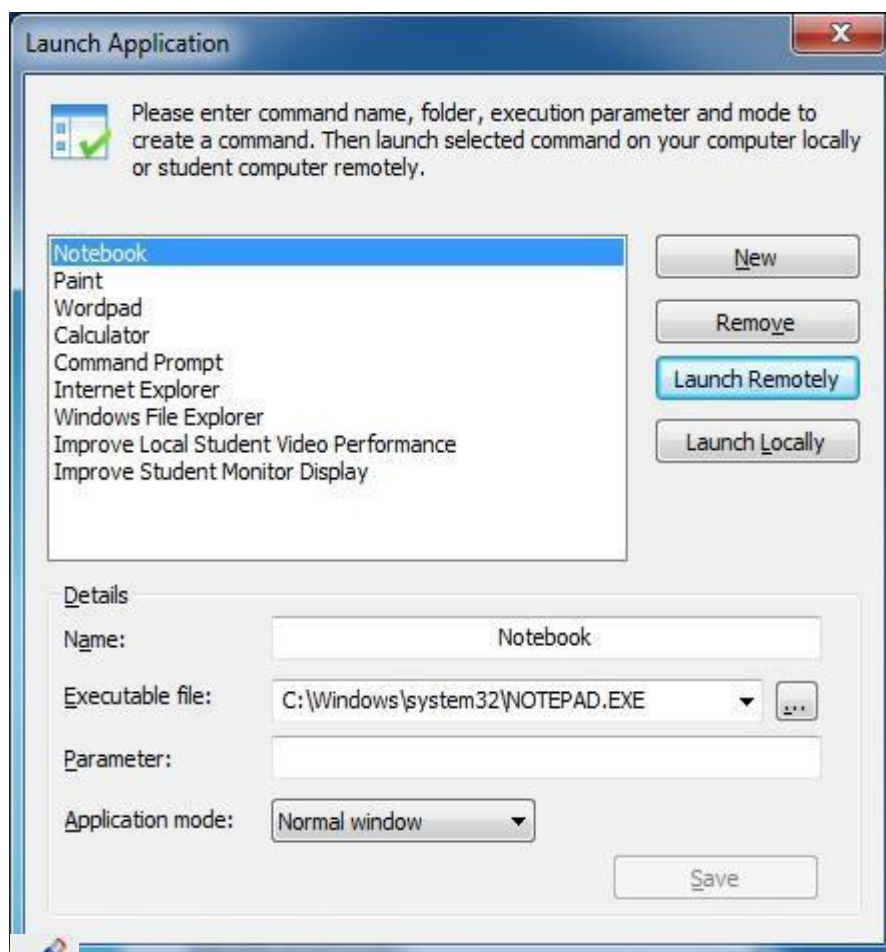 Launch Application
Please enter command name, folder, execution parameter and mode to
create a command. Then launch selected command on your computer locally
or student computer remotely.
Notebook
Paint
Wordpad
Calculator
Command Prompt
Internet Explorer
Windows File Explorer
Improve Local Student Video Performance
Improve Student Monitor Display
New
Remove
Launch Remotely
Launch Locally
Details
Name:
Notebook
Executable file:
C:\Windows\system32\NOTEPAD.EXE
...
Parameter:
Application mode:
Normal window
Save